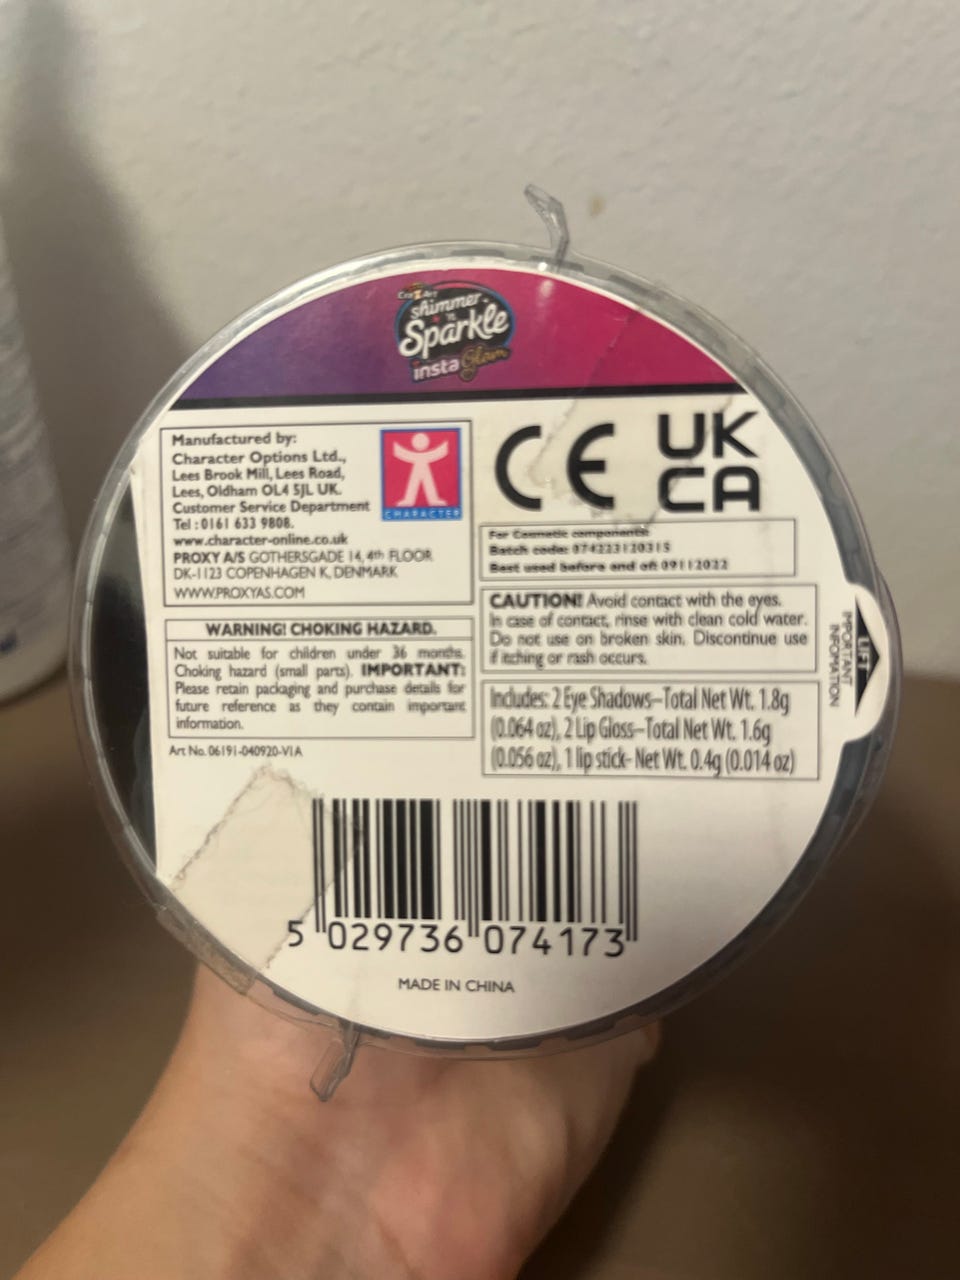 Cra-Z-Art
shimmer
'n
Sparkle
insta Glam
Manufactured by:
Character Options Ltd.,
Lees Brook Mill, Lees Road,
Lees, Oldham OL4 5JL UK.
Customer Service Department
Tel : 0161 633 9808.
www.character-online.co.uk
PROXY A/S GOTHERSGADE 14, 4th FLOOR
DK-1123 COPENHAGEN K, DENMARK
WWW.PROXYAS.COM
CHARACTER
CE
UK
CA
For Cosmetic components:
Batch code: 074223120315
Best used before end of: 09112022
WARNING! CHOKING HAZARD.
Not suitable for children under 36 months.
Choking hazard (small parts). IMPORTANT:
Please retain packaging and purchase details for
future reference as they contain important
information.
Art No. 06191-040920-V1A
CAUTION! Avoid contact with the eyes.
In case of contact, rinse with clean cold water.
Do not use on broken skin. Discontinue use
if itching or rash occurs.
Includes: 2 Eye Shadows-Total Net Wt. 1.8g
(0.064 oz), 2 Lip Gloss-Total Net Wt. 1.6g
(0.056 oz), 1 lip stick- Net Wt. 0.4g (0.014 oz)
LIFT
IMPORTANT
INFOMATION
5 029736 074173
MADE IN CHINA